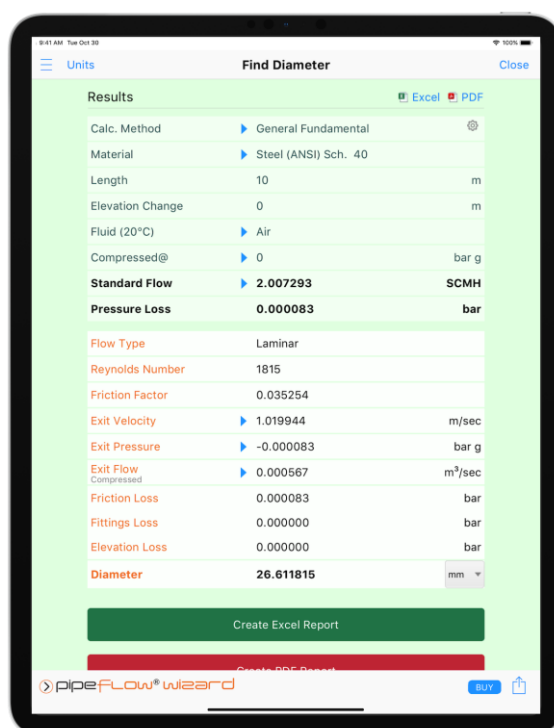 9:41 AM Tue Oct 30 100%
Units Find Diameter Close
Results Excel PDF
Calc. Method General Fundamental
Material Steel (ANSI) Sch. 40
Length 10 m
Elevation Change 0 m
Fluid (20°C) Air
Compressed@ 0 bar g
Standard Flow 2.007293 SCMH
Pressure Loss 0.000083 bar
Flow Type Laminar
Reynolds Number 1815
Friction Factor 0.035254
Exit Velocity 1.019944 m/sec
Exit Pressure -0.000083 bar g
Exit Flow 0.000567 m³/sec
Compressed
Friction Loss 0.000083 bar
Fittings Loss 0.000000 bar
Elevation Loss 0.000000 bar
Diameter 26.611815 mm
Create Excel Report
Create PDF Report
pipeFLOW® wizard BUY